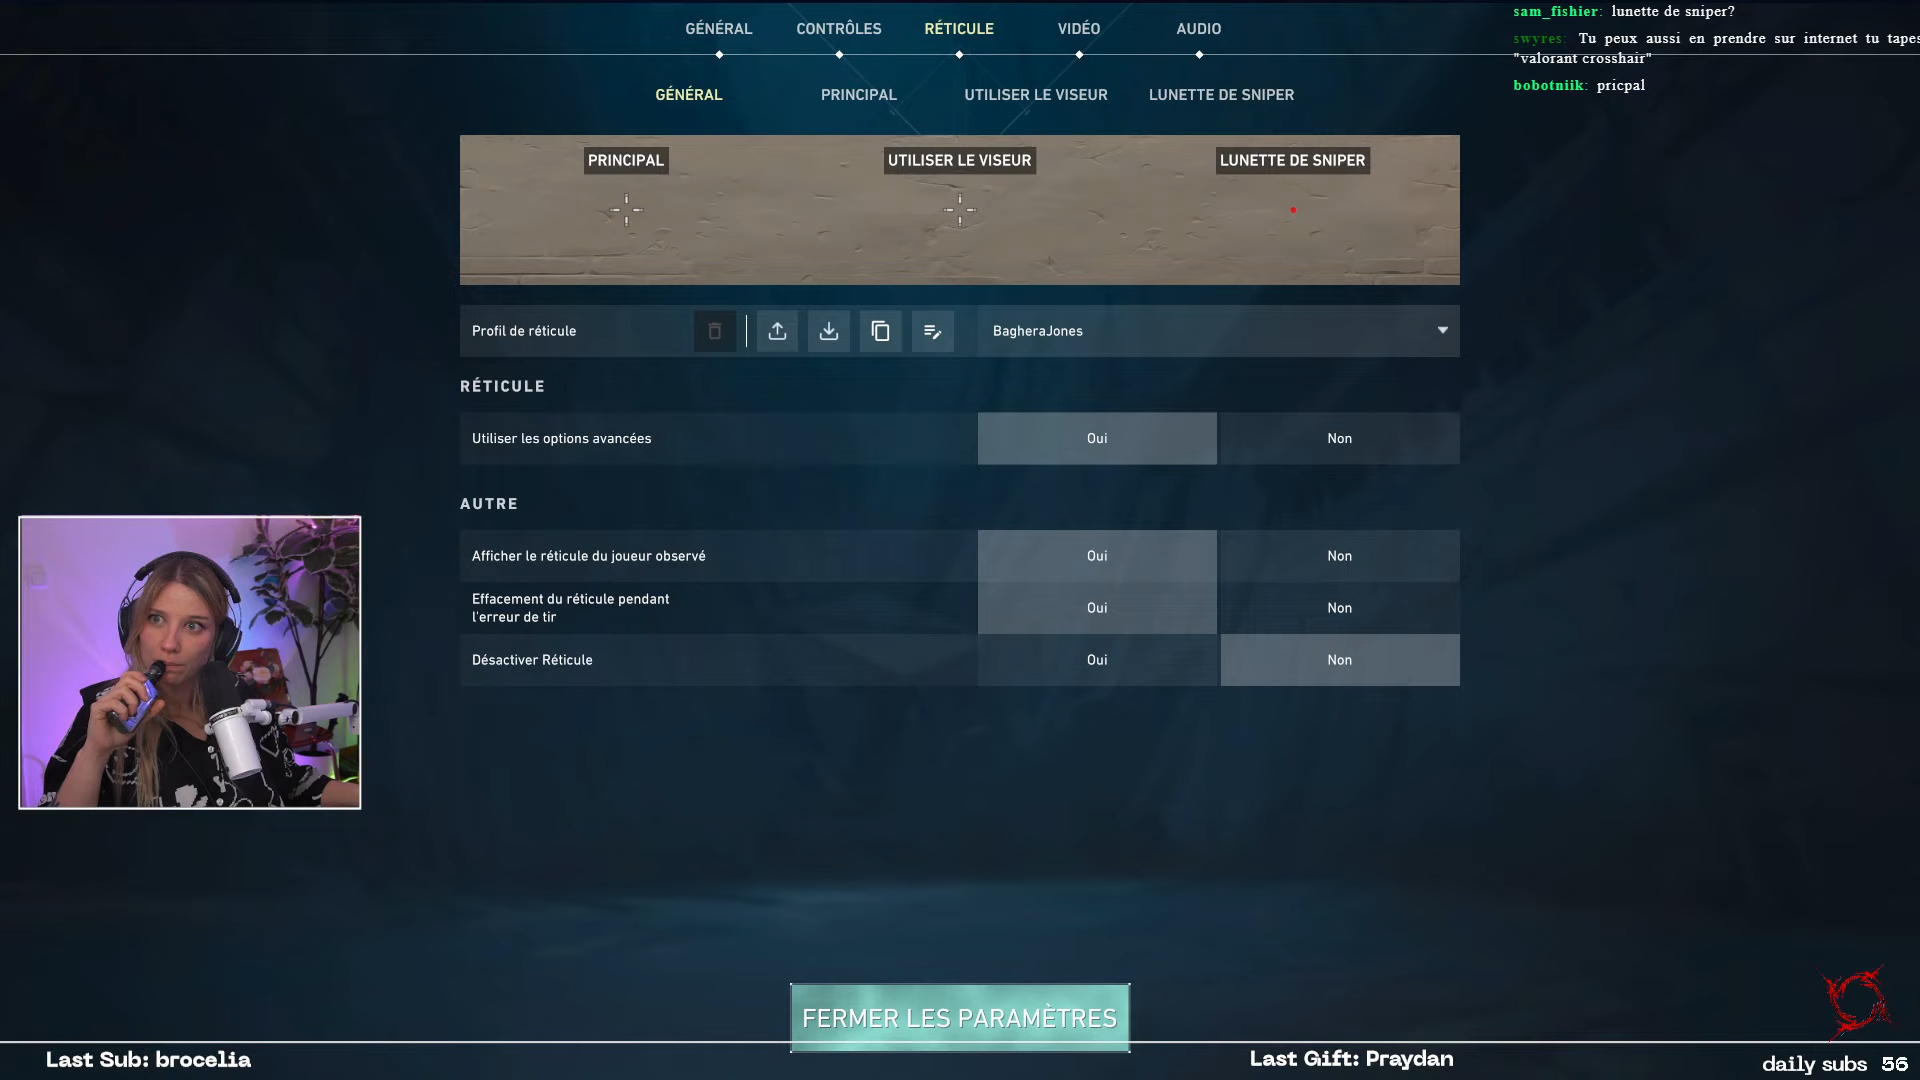 GÉNÉRAL CONTRÔLES RÉTICULE VIDÉO AUDIO
GÉNÉRAL PRINCIPAL UTILISER LE VISEUR LUNETTE DE SNIPER
sam_fishier: lunette de sniper?
swyres: Tu peux aussi en prendre sur internet tu tapes
"valorant crosshair"
bobotniik: pricpal
PRINCIPAL UTILISER LE VISEUR LUNETTE DE SNIPER
Profil de réticule BagheraJones
RÉTICULE
Utiliser les options avancées Oui Non
AUTRE
Afficher le réticule du joueur observé Oui Non
Effacement du réticule pendant
l'erreur de tir Oui Non
Désactiver Réticule Oui Non
FERMER LES PARAMÈTRES
Last Sub: brocelia
Last Gift: Praydan
daily subs 56